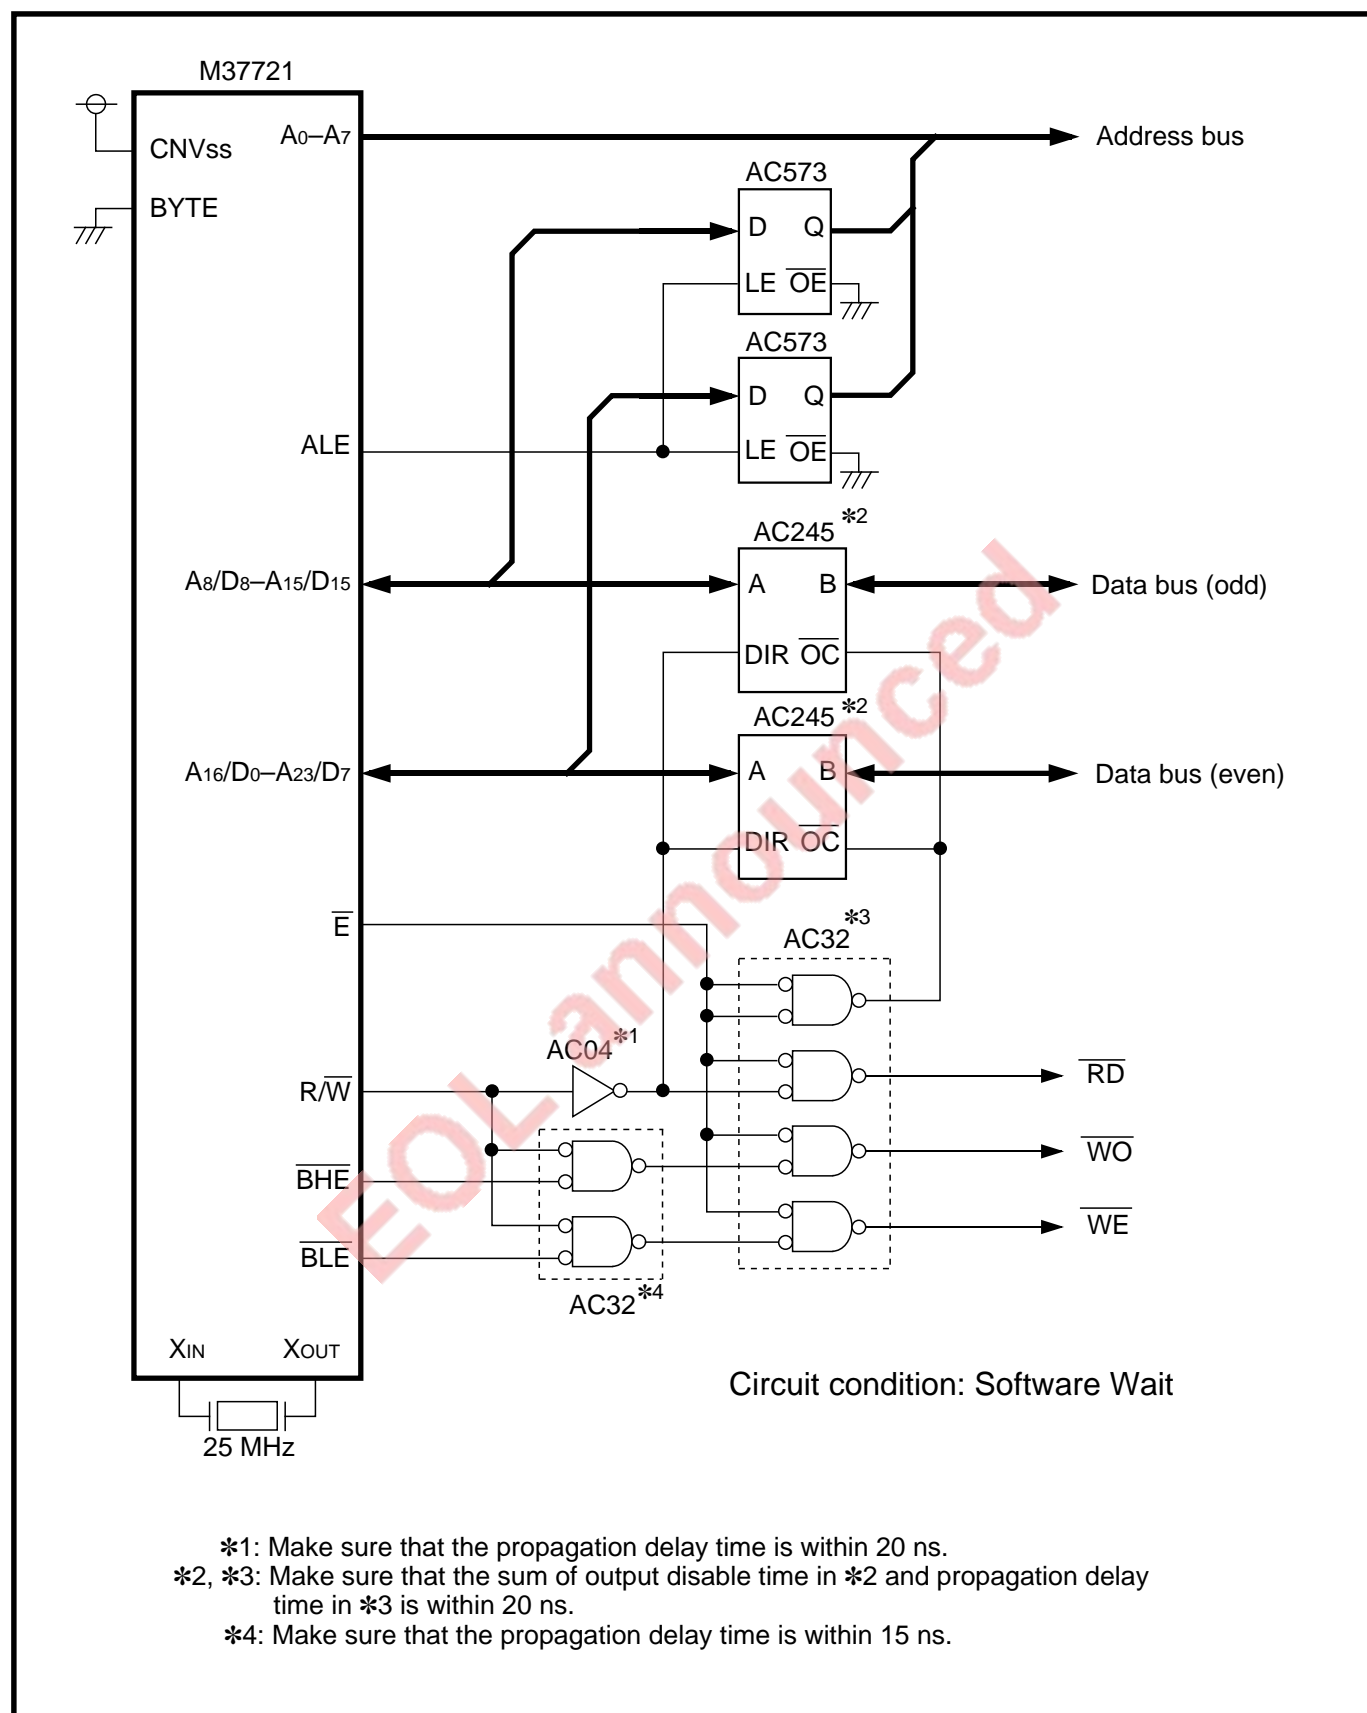 M37721
CNVss
A0–A7
Address bus
BYTE
AC573
D
Q
LE
OE
AC573
D
Q
ALE
LE
OE
AC245 ✽2
A8/D8–A15/D15
A
B
Data bus (odd)
DIR
OC
AC245 ✽2
A16/D0–A23/D7
A
B
Data bus (even)
DIR
OC
E
AC32 ✽3
AC04 ✽1
R/W
RD
BHE
WO
BLE
WE
AC32 ✽4
XIN
XOUT
25 MHz
Circuit condition: Software Wait
EOL announced
✽1: Make sure that the propagation delay time is within 20 ns.
✽2, ✽3: Make sure that the sum of output disable time in ✽2 and propagation delay
time in ✽3 is within 20 ns.
✽4: Make sure that the propagation delay time is within 15 ns.